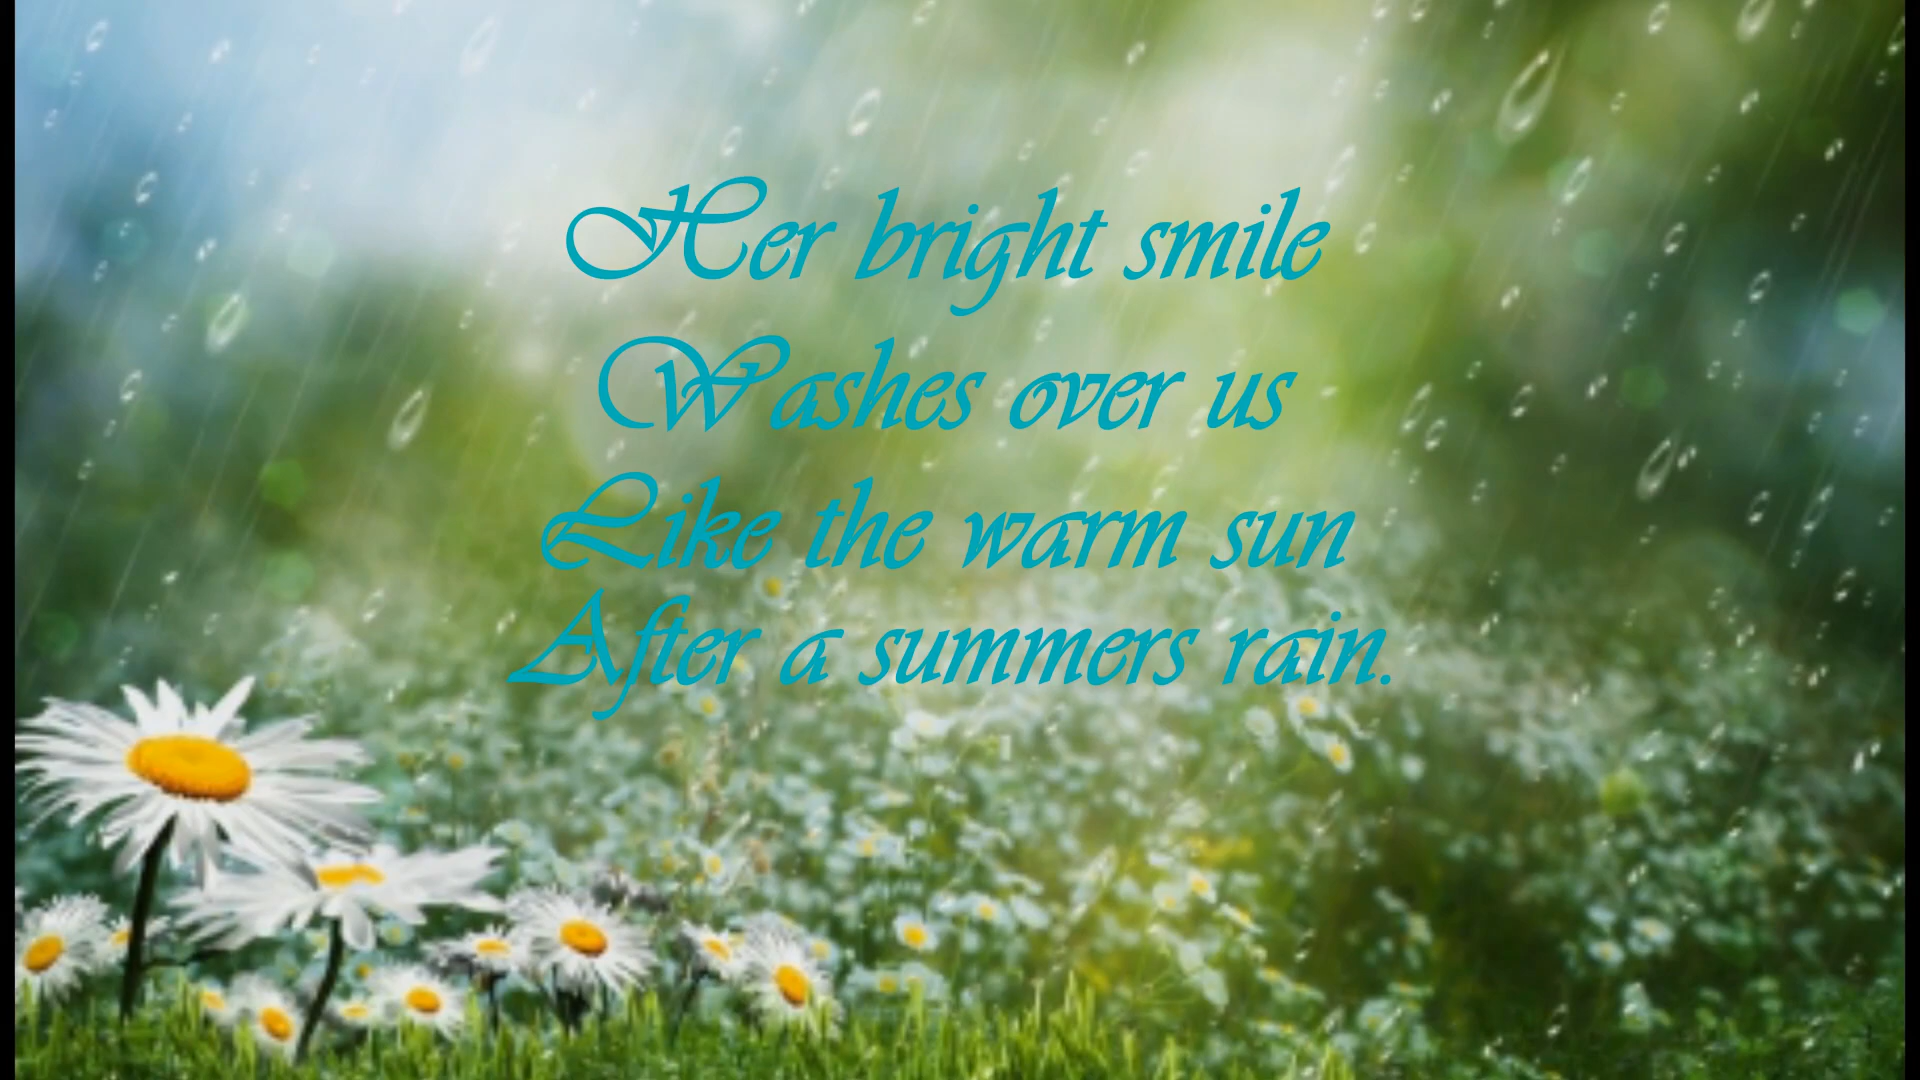 Her bright smile
Washes over us
Like the warm sun
After a summers rain.